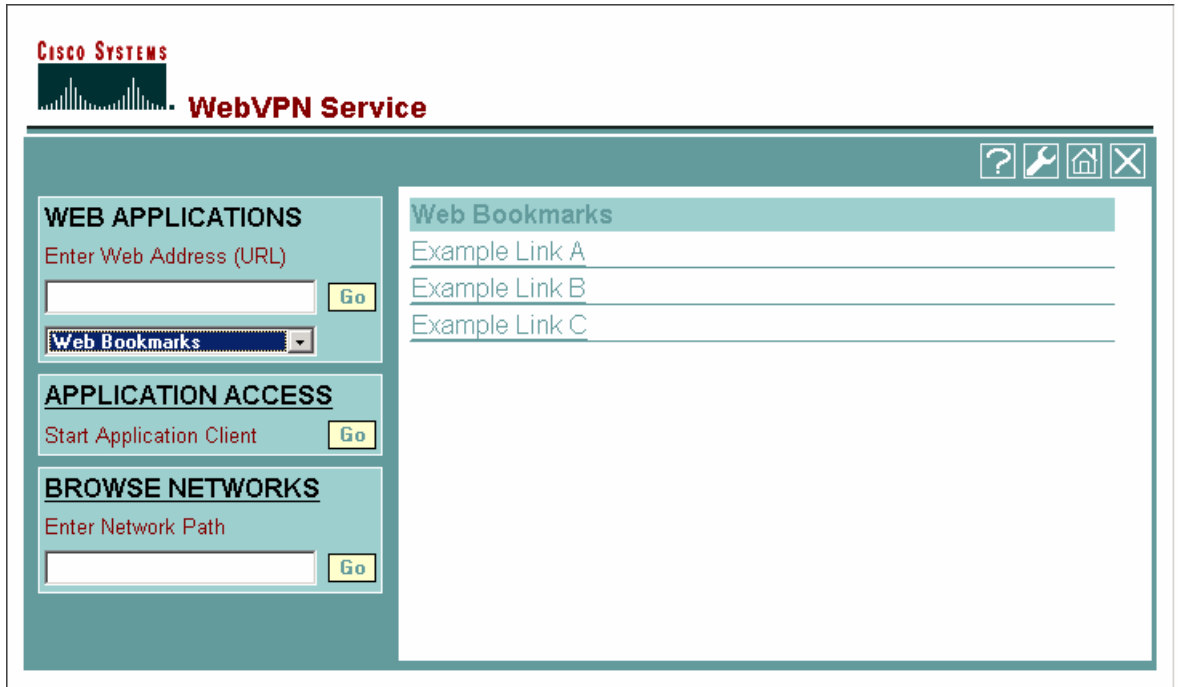 CISCO SYSTEMS
WebVPN Service
WEB APPLICATIONS
Enter Web Address (URL)
Go
Web Bookmarks
APPLICATION ACCESS
Start Application Client
Go
BROWSE NETWORKS
Enter Network Path
Go
Web Bookmarks
Example Link A
Example Link B
Example Link C